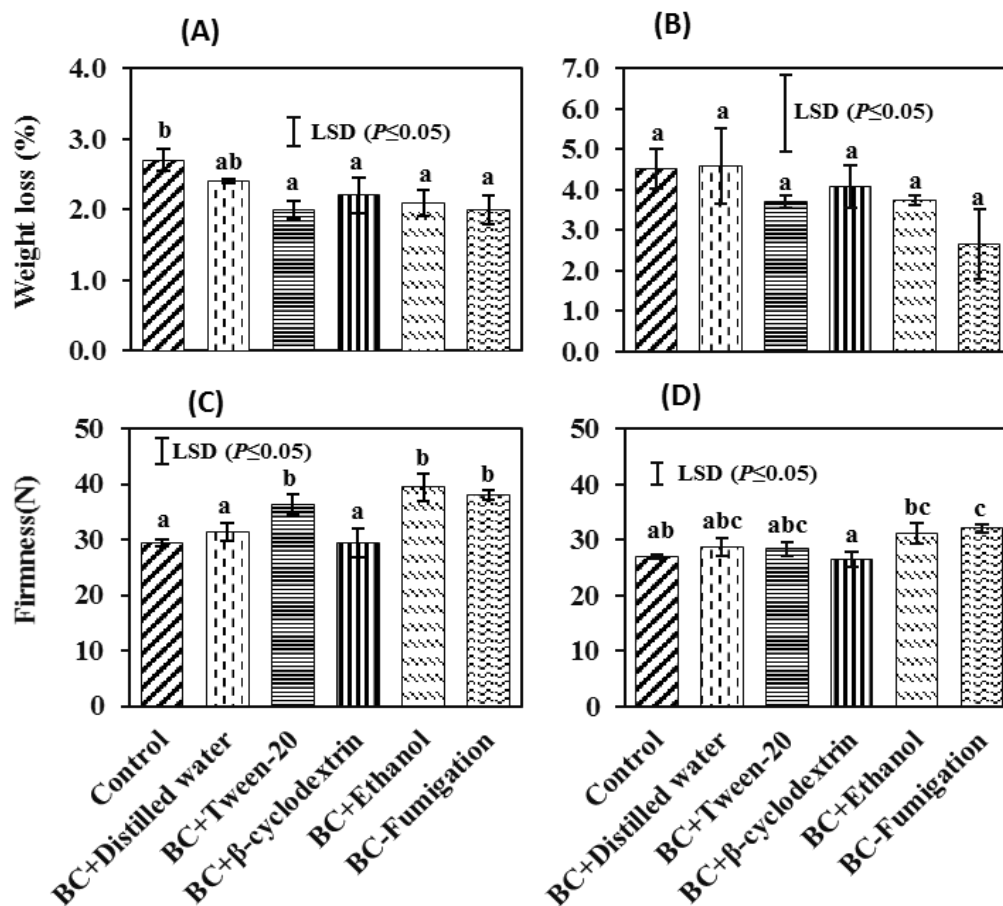 (A)
Weight loss (%)
4.0
3.0
2.0
1.0
0.0
LSD (P≤0.05)
b
ab
a
a
a
a
(B)
7.0
6.0
5.0
4.0
3.0
2.0
1.0
0.0
LSD (P≤0.05)
a
a
a
a
a
a
(C)
Firmness(N)
50
40
30
20
10
0
LSD (P≤0.05)
a
a
b
a
b
b
Control
BC+Distilled water
BC+Tween-20
BC+β-cyclodextrin
BC+Ethanol
BC-Fumigation
(D)
50
40
30
20
10
0
LSD (P≤0.05)
ab
abc
abc
a
bc
c
Control
BC+Distilled water
BC+Tween-20
BC+β-cyclodextrin
BC+Ethanol
BC-Fumigation